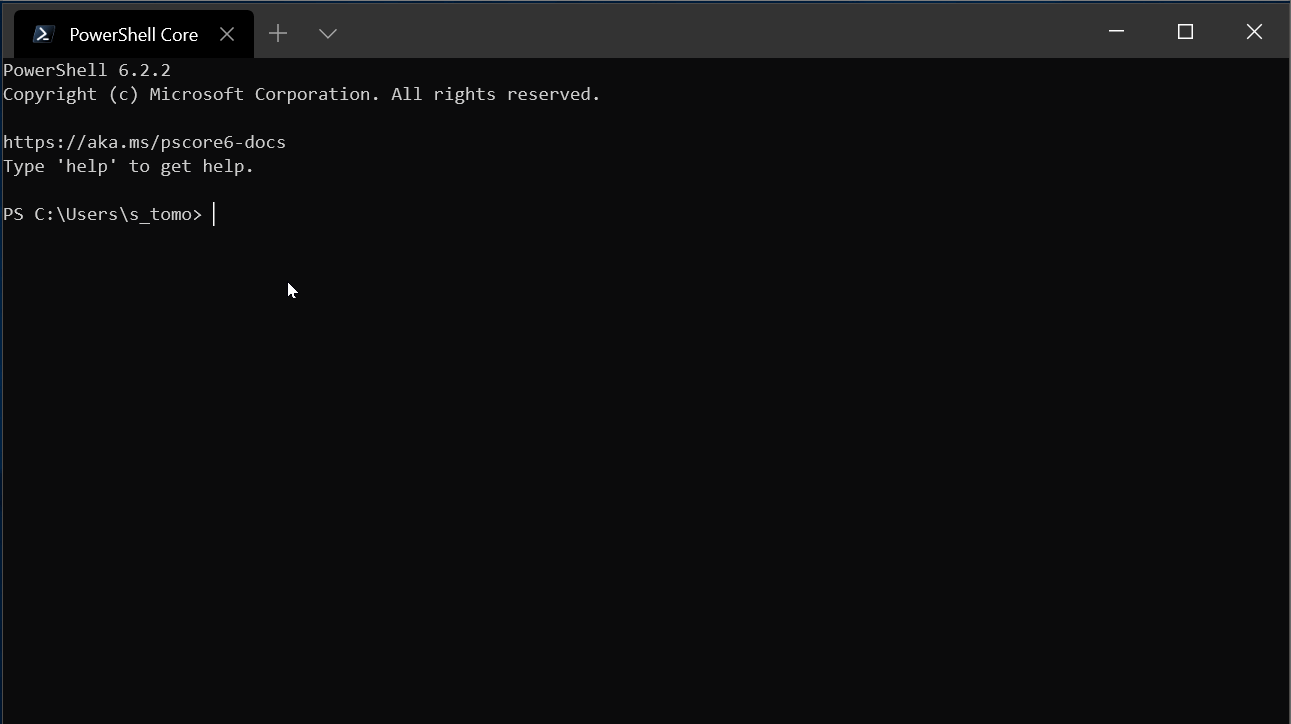 PowerShell Core
PowerShell 6.2.2
Copyright (c) Microsoft Corporation. All rights reserved.
https://aka.ms/pscore6-docs
Type 'help' to get help.
PS C:\Users\s_tomo>